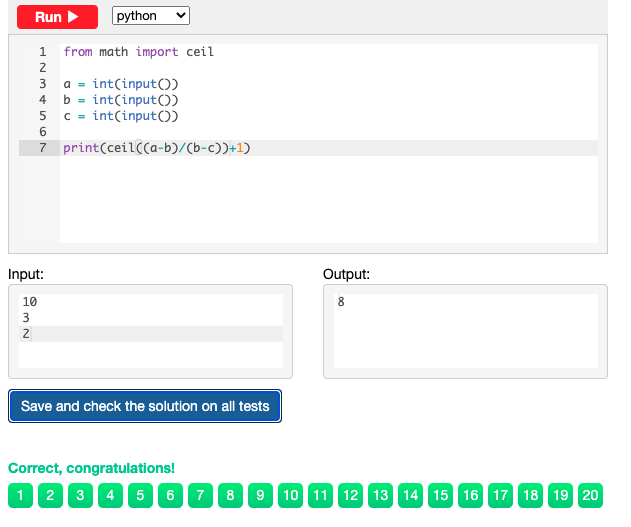 Run ▶ python
1 from math import ceil
2
3 a = int(input())
4 b = int(input())
5 c = int(input())
6
7 print(ceil((a-b)/(b-c))+1)
Input: Output:
10 8
3
2
Save and check the solution on all tests
Correct, congratulations!
1 2 3 4 5 6 7 8 9 10 11 12 13 14 15 16 17 18 19 20